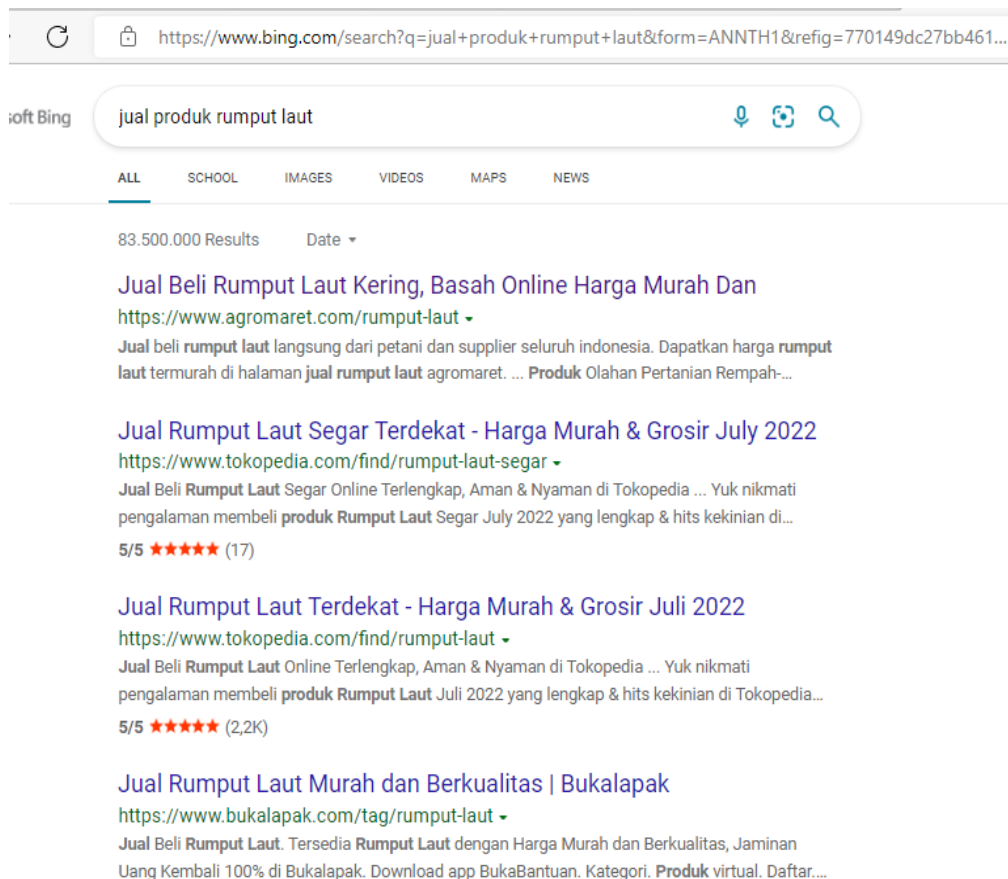 https://www.bing.com/search?q=jual+produk+rumput+laut&form=ANNTH1&refig=770149dc27bb461...
soft Bing
jual produk rumput laut
ALL SCHOOL IMAGES VIDEOS MAPS NEWS
83.500.000 Results Date
Jual Beli Rumput Laut Kering, Basah Online Harga Murah Dan
https://www.agromaret.com/rumput-laut
Jual beli rumput laut langsung dari petani dan supplier seluruh indonesia. Dapatkan harga rumput
laut termurah di halaman jual rumput laut agromaret. ... Produk Olahan Pertanian Rempah-...
Jual Rumput Laut Segar Terdekat - Harga Murah & Grosir July 2022
https://www.tokopedia.com/find/rumput-laut-segar
Jual Beli Rumput Laut Segar Online Terlengkap, Aman & Nyaman di Tokopedia ... Yuk nikmati
pengalaman membeli produk Rumput Laut Segar July 2022 yang lengkap & hits kekinian di...
5/5 ★★★★★ (17)
Jual Rumput Laut Terdekat - Harga Murah & Grosir Juli 2022
https://www.tokopedia.com/find/rumput-laut
Jual Beli Rumput Laut Online Terlengkap, Aman & Nyaman di Tokopedia ... Yuk nikmati
pengalaman membeli produk Rumput Laut Juli 2022 yang lengkap & hits kekinian di Tokopedia...
5/5 ★★★★★ (2,2K)
Jual Rumput Laut Murah dan Berkualitas | Bukalapak
https://www.bukalapak.com/tag/rumput-laut
Jual Beli Rumput Laut. Tersedia Rumput Laut dengan Harga Murah dan Berkualitas, Jaminan
Uang Kembali 100% di Bukalapak. Download app BukaBantuan. Kategori. Produk virtual. Daftar....